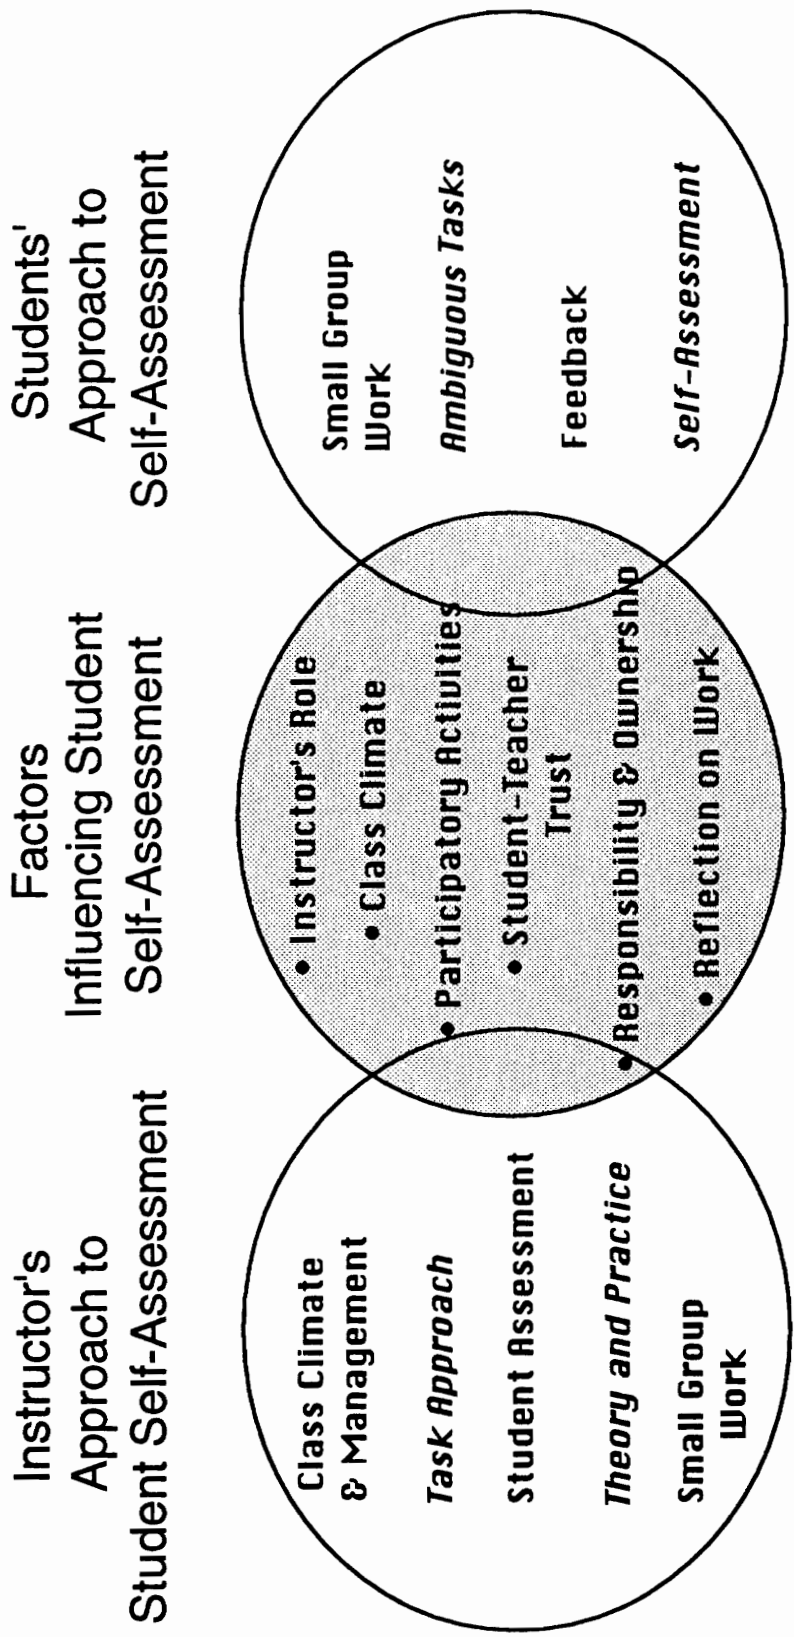 Instructor's
Approach to
Student Self-Assessment
Class Climate
& Management
Task Approach
Student Assessment
Theory and Practice
Small Group
Work
Factors
Influencing Student
Self-Assessment
• Instructor's Role
• Class Climate
• Participatory Activities
• Student-Teacher
Trust
• Responsibility & Ownership
• Reflection on Work
Students'
Approach to
Self-Assessment
Small Group
Work
Ambiguous Tasks
Feedback
Self-Assessment